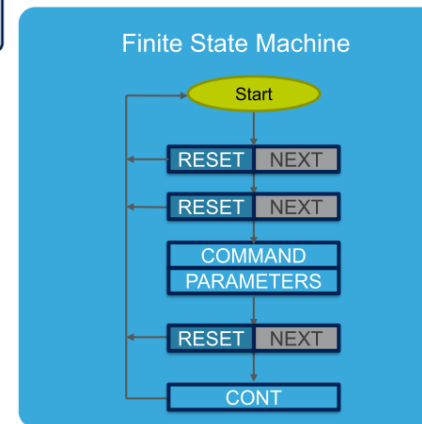 Finite State Machine
Start
RESET NEXT
RESET NEXT
COMMAND
PARAMETERS
RESET NEXT
CONT